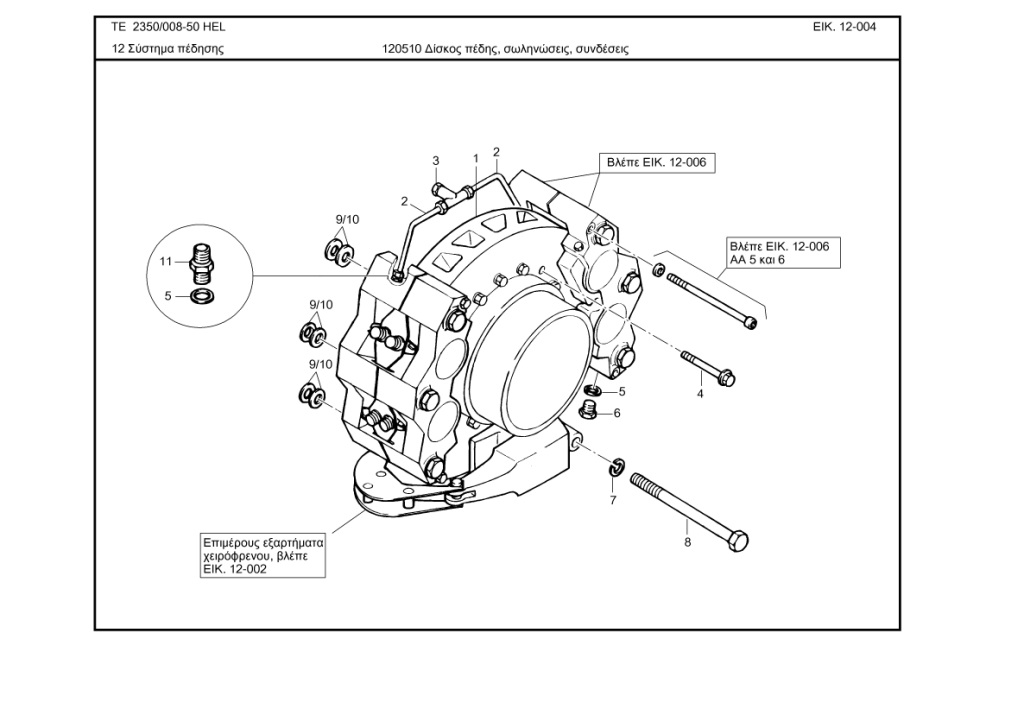 TE 2350/008-50 HEL
ΕΙΚ. 12-004
12 Σύστημα πέδησης
120510 Δίσκος πέδης, σωληνώσεις, συνδέσεις
3
1
2
Βλέπε ΕΙΚ. 12-006
2
9/10
Βλέπε ΕΙΚ. 12-006
ΑΑ 5 και 6
11
5
9/10
9/10
4
5
6
7
8
Επιμέρους εξαρτήματα
χειρόφρενου, βλέπε
ΕΙΚ. 12-002